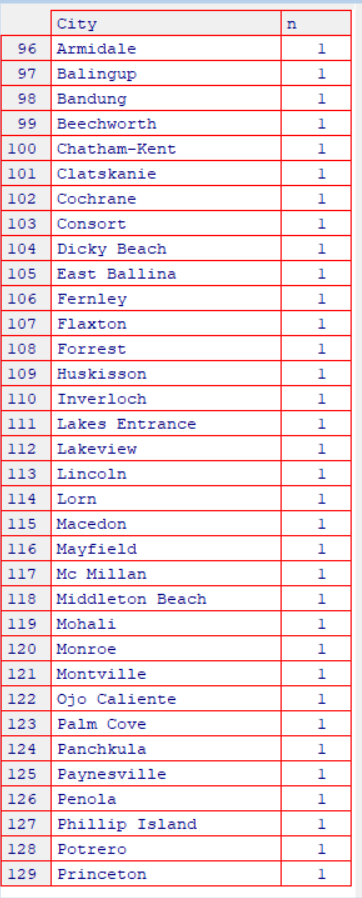 City n
96 Armidale 1
97 Balingup 1
98 Bandung 1
99 Beechworth 1
100 Chatham-Kent 1
101 Clatskanie 1
102 Cochrane 1
103 Consort 1
104 Dicky Beach 1
105 East Ballina 1
106 Fernley 1
107 Flaxton 1
108 Forrest 1
109 Huskisson 1
110 Inverloch 1
111 Lakes Entrance 1
112 Lakeview 1
113 Lincoln 1
114 Lorn 1
115 Macedon 1
116 Mayfield 1
117 Mc Millan 1
118 Middleton Beach 1
119 Mohali 1
120 Monroe 1
121 Montville 1
122 Ojo Caliente 1
123 Palm Cove 1
124 Panchkula 1
125 Paynesville 1
126 Penola 1
127 Phillip Island 1
128 Potrero 1
129 Princeton 1